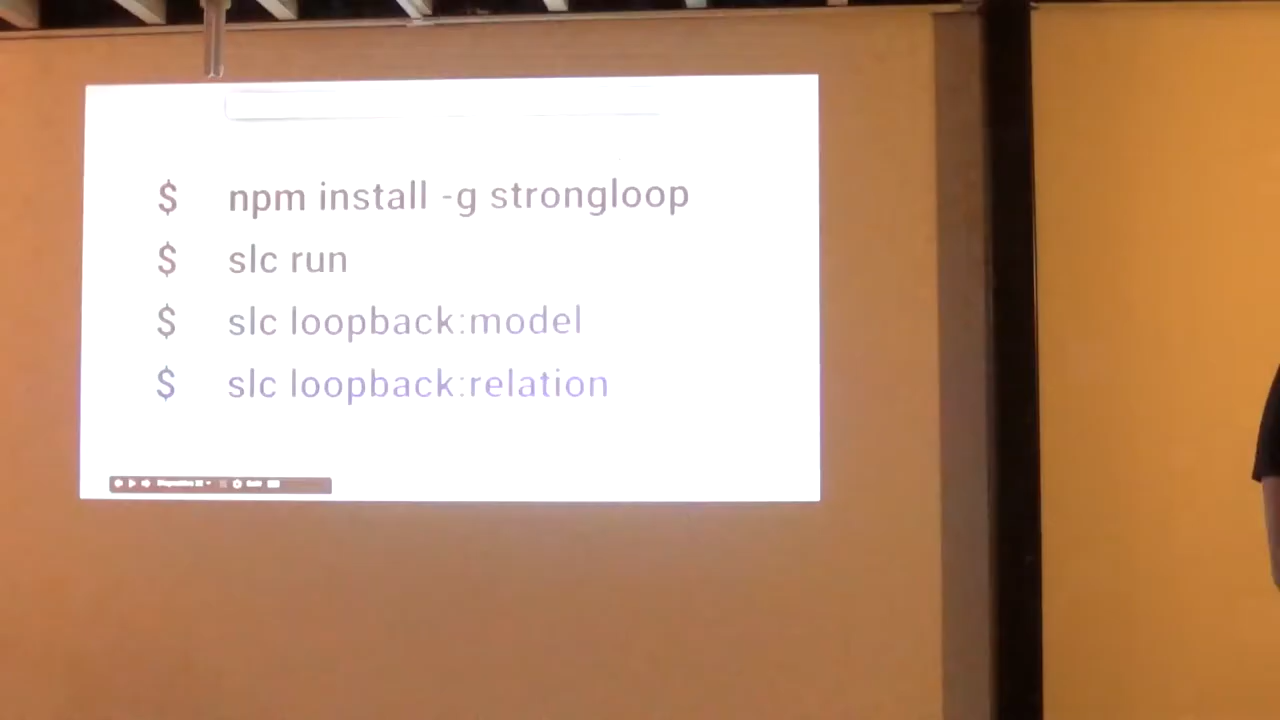 $ npm install -g strongloop
$ slc run
$ slc loopback:model
$ slc loopback:relation